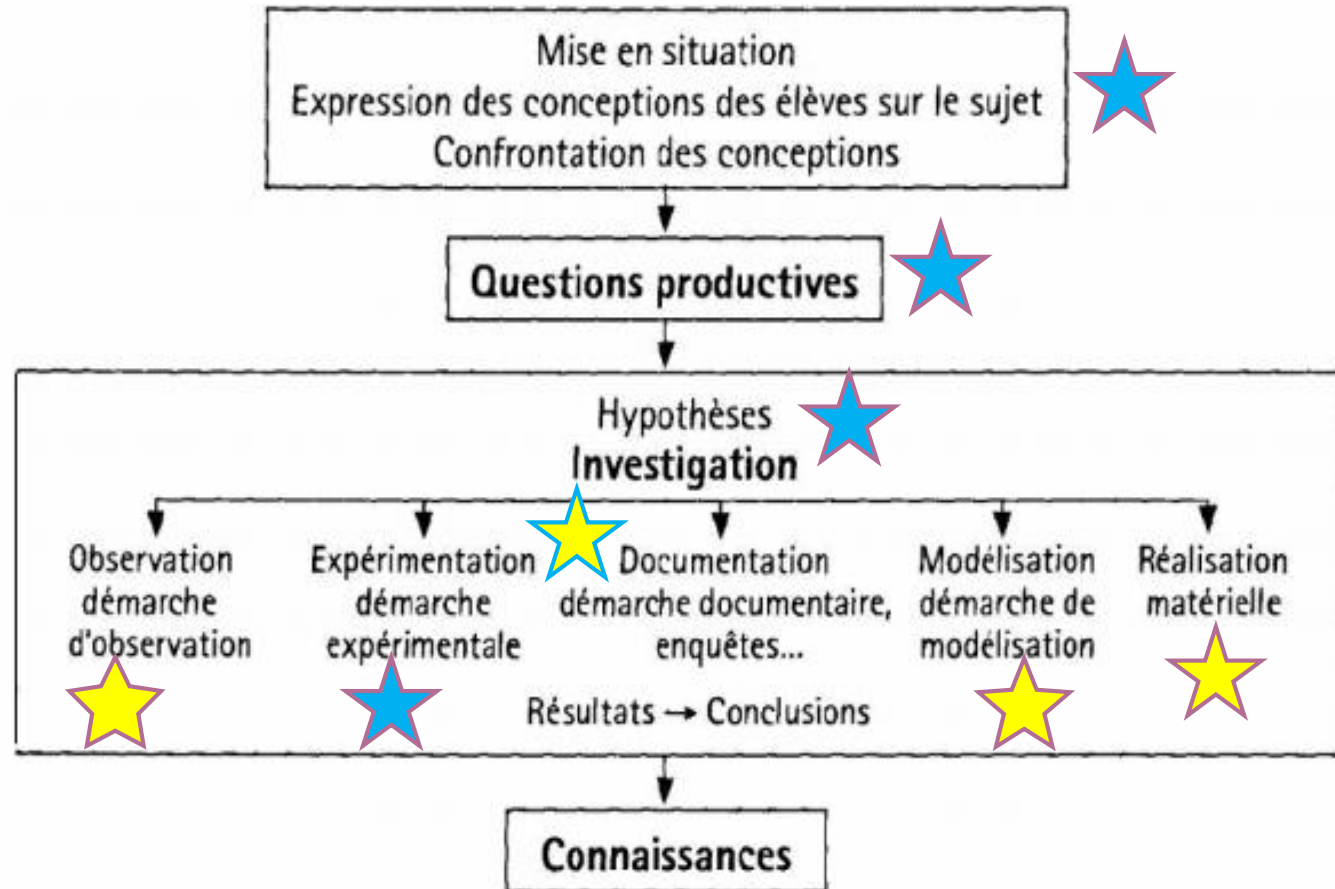 Mise en situation
Expression des conceptions des élèves sur le sujet
Confrontation des conceptions
Questions productives
Hypothèses
Investigation
Observation
démarche
d'observation
Expérimentation
démarche
expérimentale
Documentation
démarche documentaire,
enquêtes...
Modélisation
démarche de
modélisation
Réalisation
matérielle
Résultats → Conclusions
Connaissances